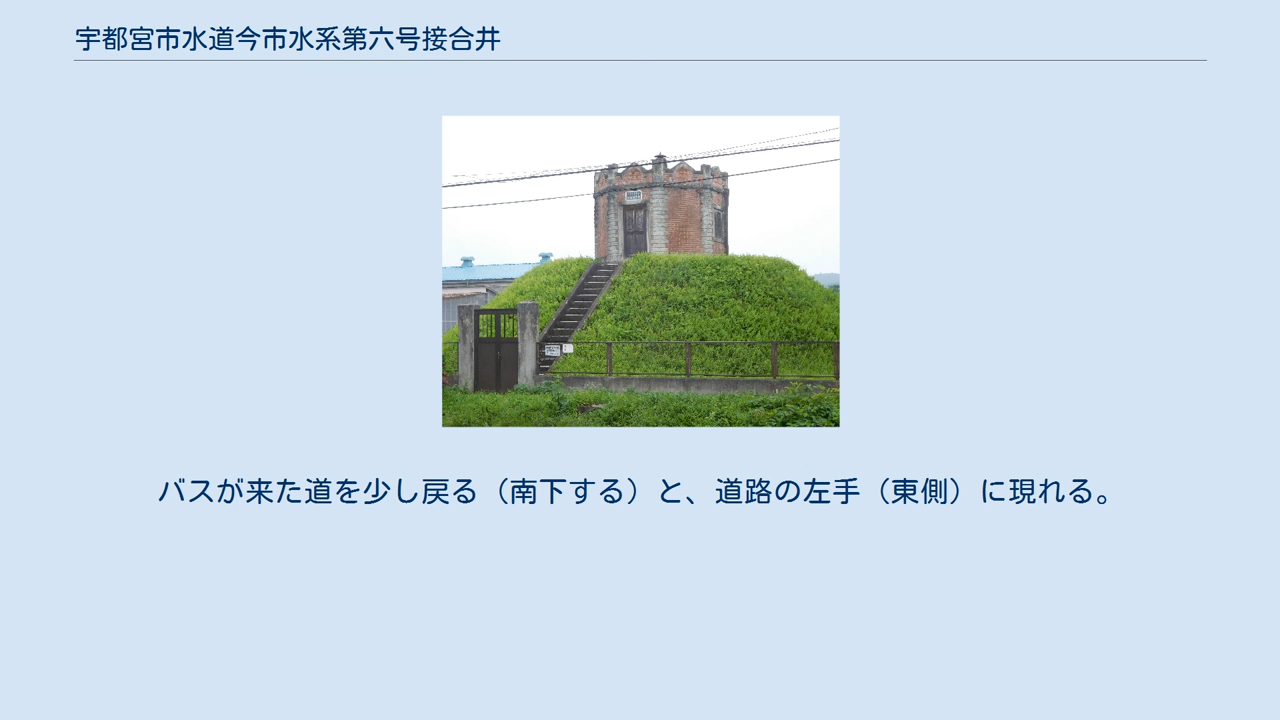 宇都宮市水道今市水系第六号接合井
バスが来た道を少し戻る（南下する）と、道路の左手（東側）に現れる。